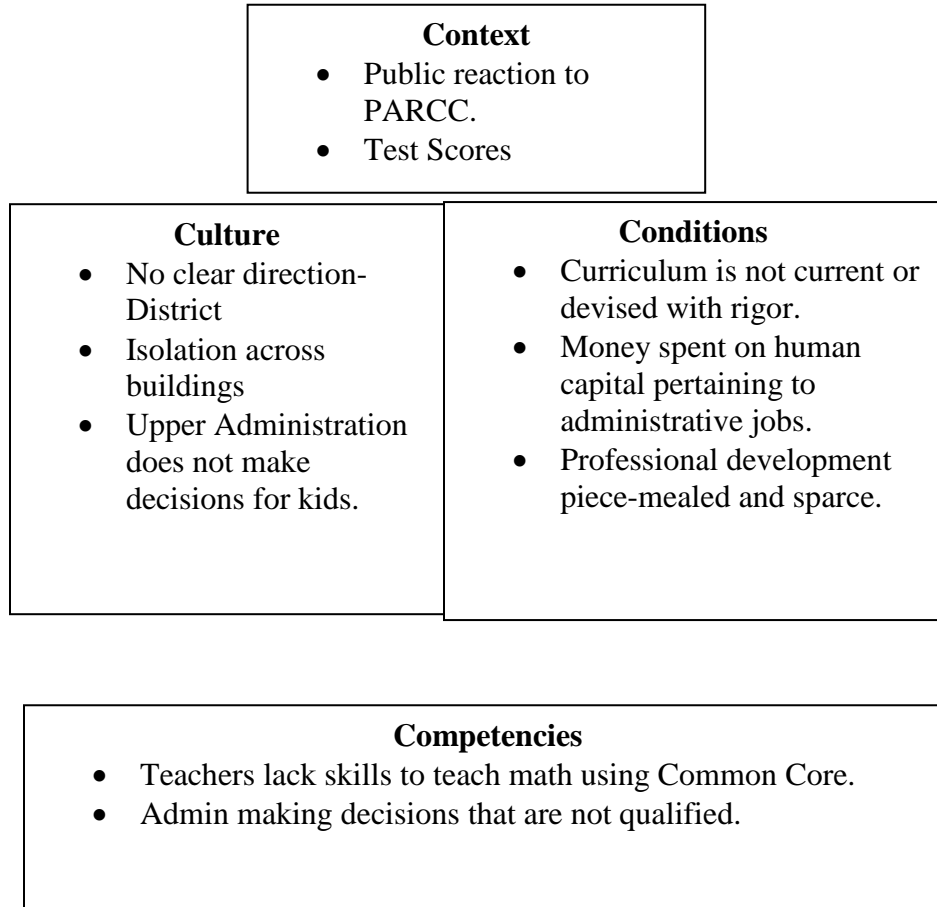 Context
• Public reaction to
PARCC.
• Test Scores
Culture
• No clear direction-
District
• Isolation across
buildings
• Upper Administration
does not make
decisions for kids.
Conditions
• Curriculum is not current or
devised with rigor.
• Money spent on human
capital pertaining to
administrative jobs.
• Professional development
piece-mealed and sparce.
Competencies
• Teachers lack skills to teach math using Common Core.
• Admin making decisions that are not qualified.